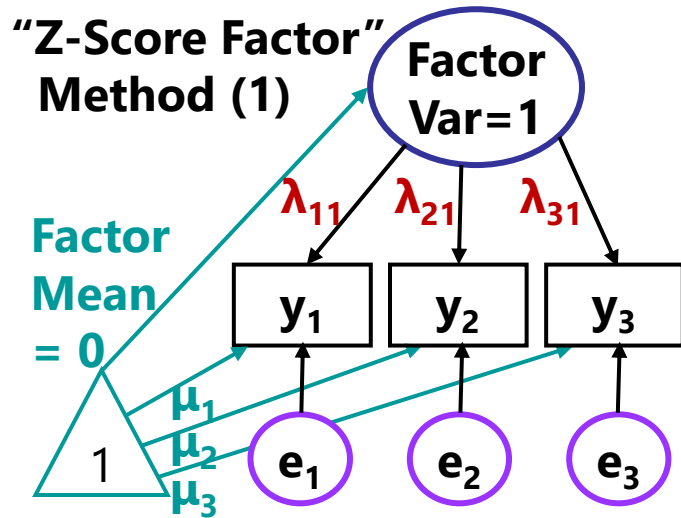 “Z-Score Factor”
Method (1)
Factor
Var=1
λ₁₁
λ₂₁
λ₃₁
Factor
Mean
= 0
y₁
y₂
y₃
μ₁
μ₂
μ₃
1
e₁
e₂
e₃